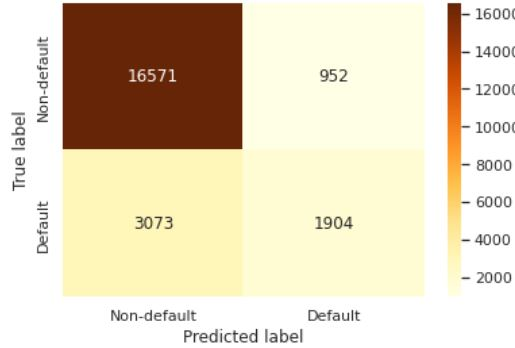 True label
Non-default
Default
16571
952
3073
1904
Non-default
Default
Predicted label
16000
14000
12000
10000
8000
6000
4000
2000